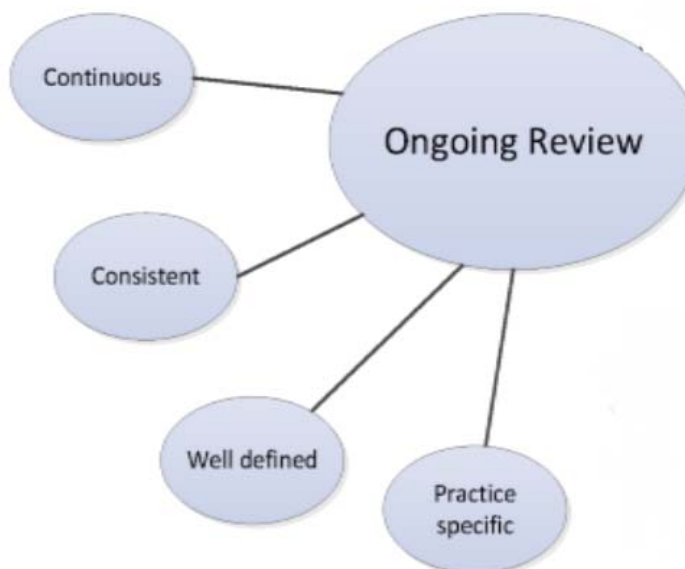 Continuous
Ongoing Review
Consistent
Well defined
Practice
specific